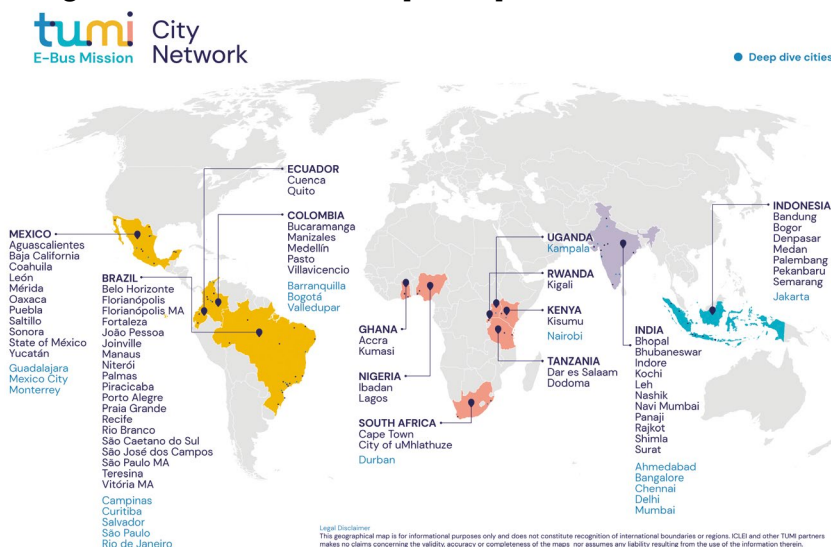 tumi
E-Bus Mission
City
Network
Deep dive cities
ECUADOR
Cuenca
Quito
COLOMBIA
Bucaramanga
Manizales
Medellín
Pasto
Villavicencio
Barranquilla
Bogotá
Valledupar
MEXICO
Aguascalientes
Baja California
Coahuila
León
Mérida
Oaxaca
Puebla
Saltillo
Sonora
State of México
Yucatán
Guadalajara
Mexico City
Monterrey
BRAZIL
Belo Horizonte
Florianópolis
Florianópolis MA
Fortaleza
João Pessoa
Joinville
Manaus
Niterói
Palmas
Piracicaba
Porto Alegre
Praia Grande
Recife
Rio Branco
São Caetano do Sul
São José dos Campos
São Paulo MA
Teresina
Vitória MA
Campinas
Curitiba
Salvador
São Paulo
Rio de Janeiro
GHANA
Accra
Kumasi
NIGERIA
Ibadan
Lagos
SOUTH AFRICA
Cape Town
City of uMhlathuze
Durban
UGANDA
Kampala
RWANDA
Kigali
KENYA
Kisumu
Nairobi
TANZANIA
Dar es Salaam
Dodoma
INDIA
Bhopal
Bhubaneswar
Indore
Kochi
Leh
Nashik
Navi Mumbai
Panaji
Rajkot
Shimla
Surat
Ahmedabad
Bangalore
Chennai
Delhi
Mumbai
INDONESIA
Bandung
Bogor
Denpasar
Medan
Palembang
Pekanbaru
Semarang
Jakarta
Legal Disclaimer
This geographical map is for informational purposes only and does not constitute recognition of international boundaries or regions. ICLEI and other TUMI partners
makes no claims concerning the validity, accuracy or completeness of the maps nor assumes any liability resulting from the use of the information therein.